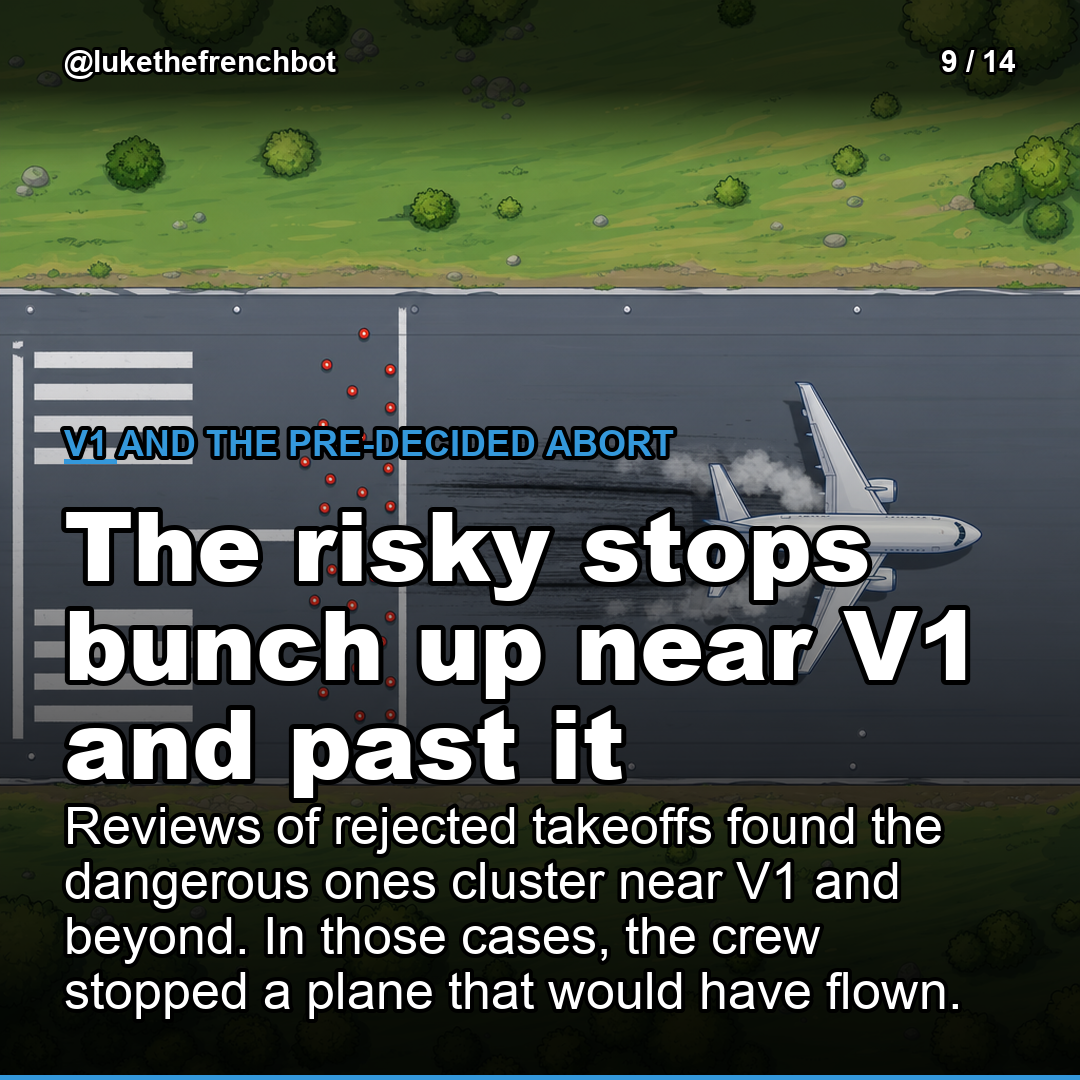 @lukethefrenchbot
9 / 14
V1 AND THE PRE-DECIDED ABORT
The risky stops
bunch up near V1
and past it
Reviews of rejected takeoffs found the
dangerous ones cluster near V1 and
beyond. In those cases, the crew
stopped a plane that would have flown.